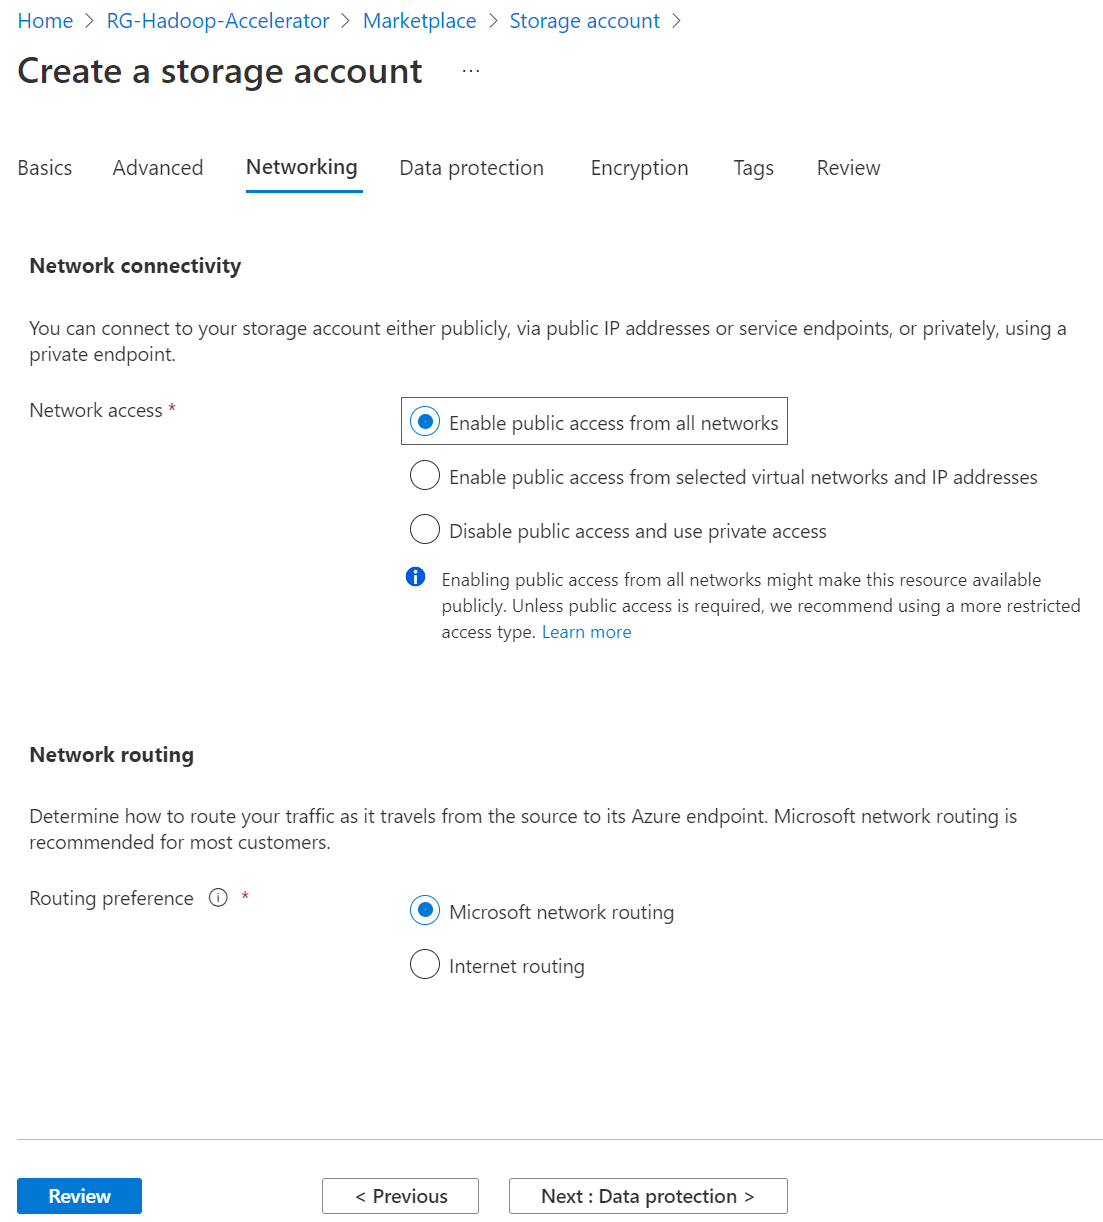 Home > RG-Hadoop-Accelerator > Marketplace > Storage account >
Create a storage account ...
Basics Advanced Networking Data protection Encryption Tags Review
Network connectivity
You can connect to your storage account either publicly, via public IP addresses or service endpoints, or privately, using a
private endpoint.
Network access *
Enable public access from all networks
Enable public access from selected virtual networks and IP addresses
Disable public access and use private access
Enabling public access from all networks might make this resource available
publicly. Unless public access is required, we recommend using a more restricted
access type. Learn more
Network routing
Determine how to route your traffic as it travels from the source to its Azure endpoint. Microsoft network routing is
recommended for most customers.
Routing preference *
Microsoft network routing
Internet routing
Review < Previous Next : Data protection >